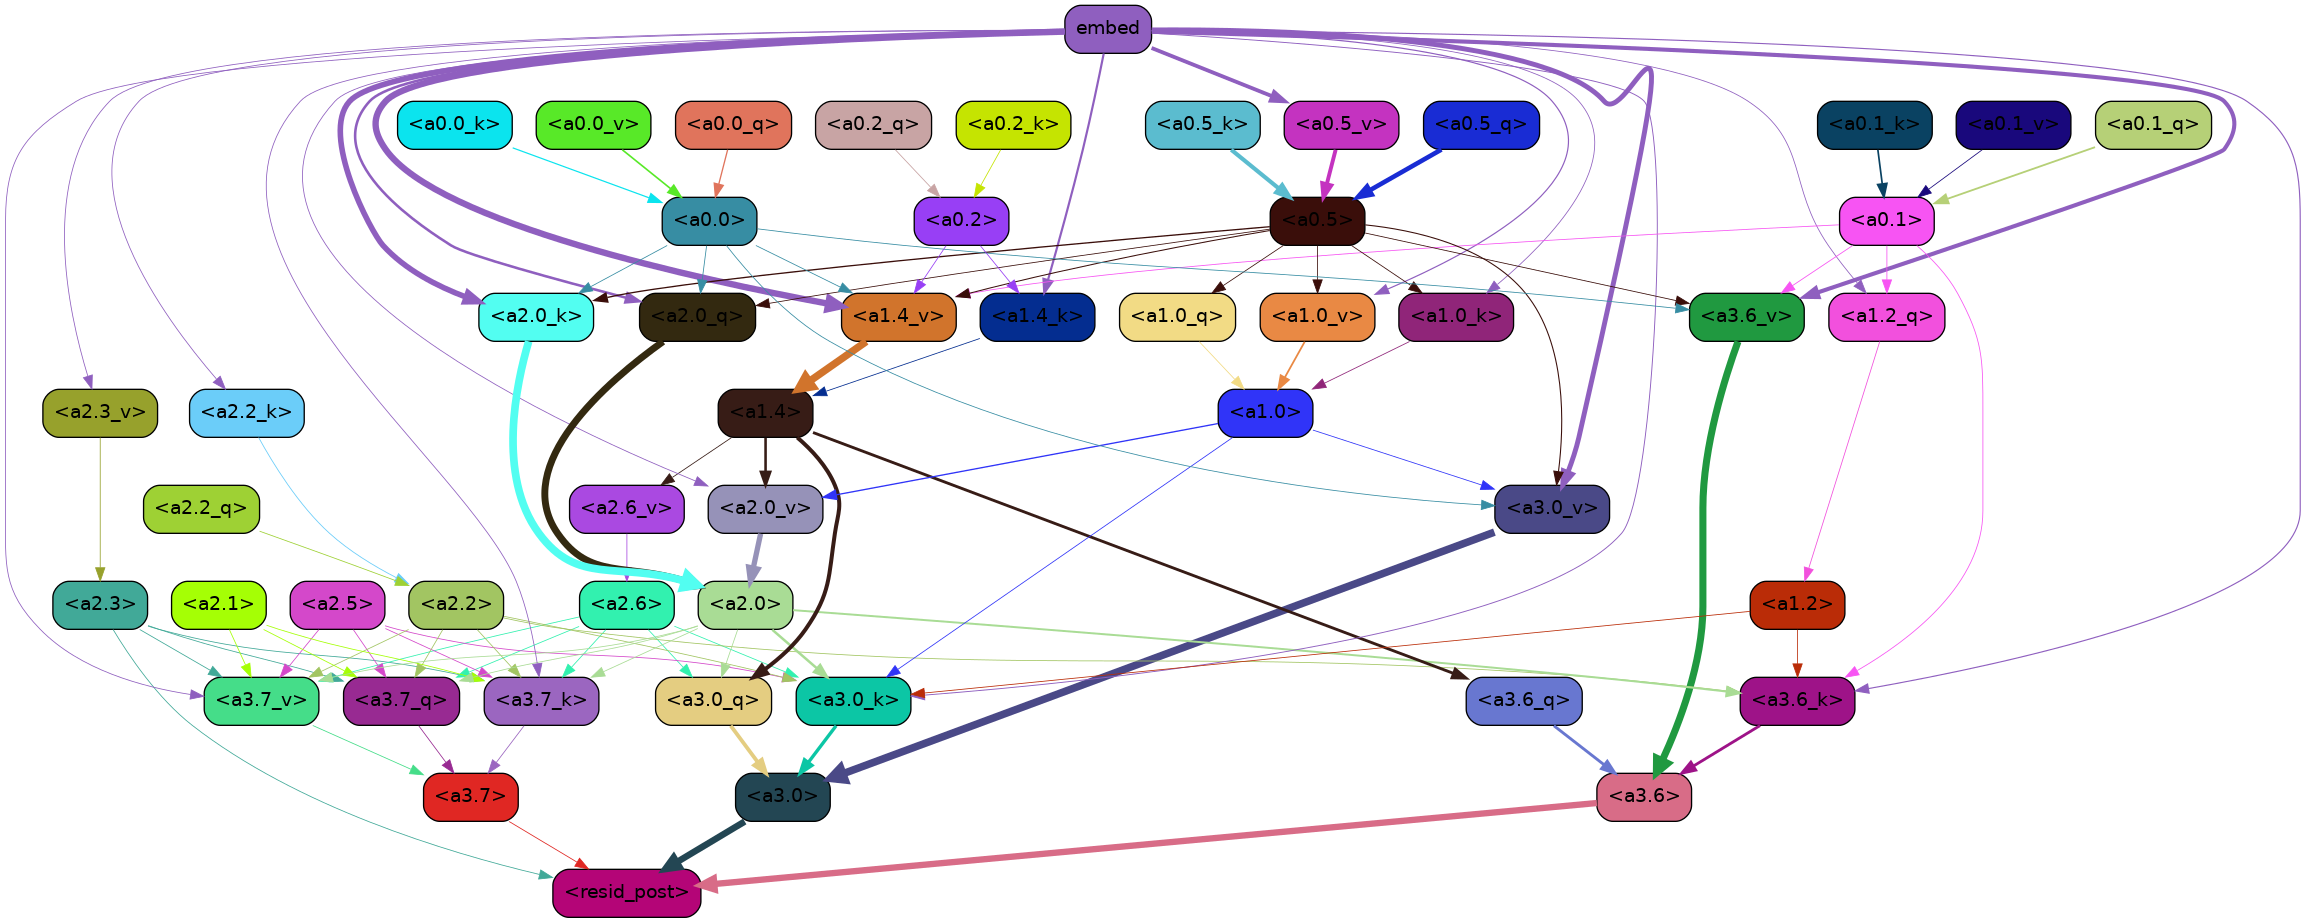 embed
<a0.0_k>
<a0.0_v>
<a0.0_q>
<a0.2_q>
<a0.2_k>
<a0.5_k>
<a0.5_v>
<a0.5_q>
<a0.1_k>
<a0.1_v>
<a0.1_q>
<a0.0>
<a0.2>
<a0.5>
<a0.1>
<a2.0_k>
<a2.0_q>
<a1.4_v>
<a1.4_k>
<a1.0_q>
<a1.0_v>
<a1.0_k>
<a3.6_v>
<a1.2_q>
<a2.3_v>
<a2.2_k>
<a1.4>
<a1.0>
<a2.2_q>
<a2.6_v>
<a2.0_v>
<a3.0_v>
<a2.3>
<a2.1>
<a2.5>
<a2.2>
<a2.6>
<a2.0>
<a1.2>
<a3.7_v>
<a3.7_q>
<a3.7_k>
<a3.0_q>
<a3.0_k>
<a3.6_q>
<a3.6_k>
<a3.7>
<a3.0>
<a3.6>
<resid_post>